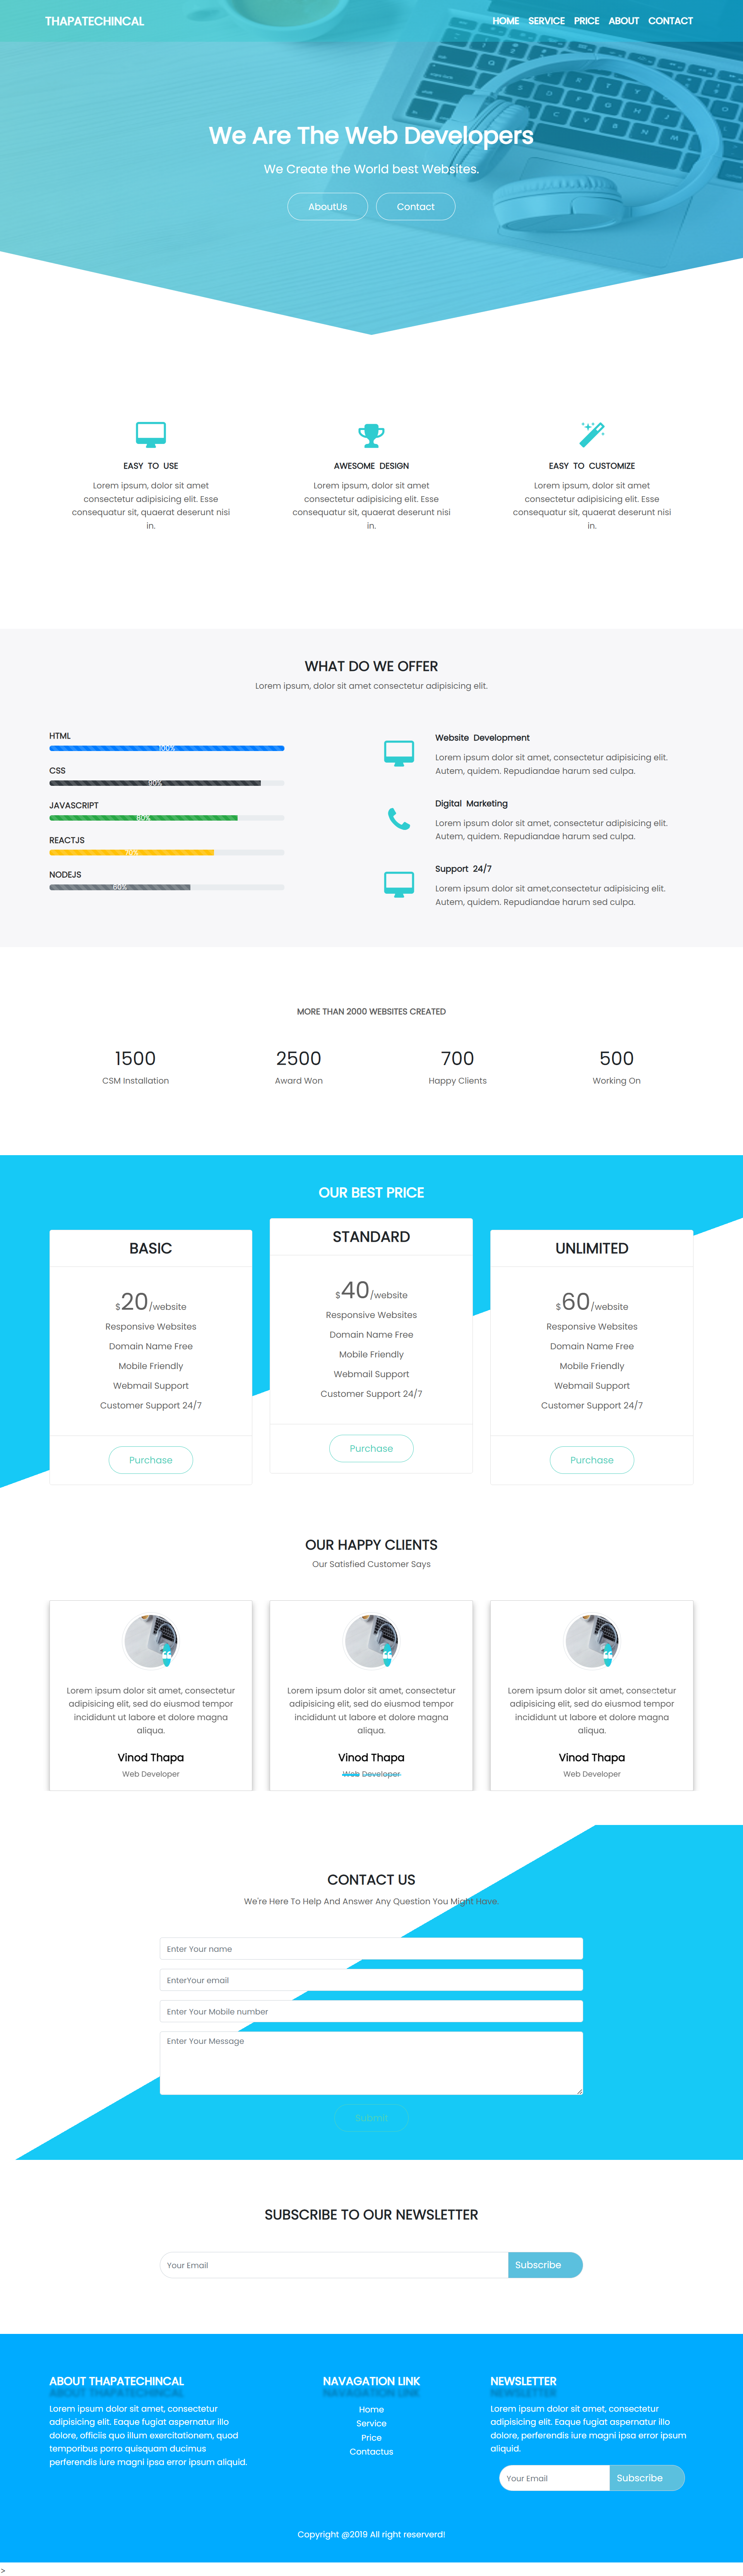 THAPATECHINCAL
HOME SERVICE PRICE ABOUT CONTACT
We Are The Web Developers
We Create the World best Websites.
AboutUs Contact
EASY TO USE
Lorem ipsum, dolor sit amet
consectetur adipisicing elit. Esse
consequatur sit, quaerat deserunt nisi
in.
AWESOME DESIGN
Lorem ipsum, dolor sit amet
consectetur adipisicing elit. Esse
consequatur sit, quaerat deserunt nisi
in.
EASY TO CUSTOMIZE
Lorem ipsum, dolor sit amet
consectetur adipisicing elit. Esse
consequatur sit, quaerat deserunt nisi
in.
WHAT DO WE OFFER
Lorem ipsum, dolor sit amet consectetur adipisicing elit.
HTML
100%
CSS
90%
JAVASCRIPT
80%
REACTJS
70%
NODEJS
60%
Website Development
Lorem ipsum dolor sit amet, consectetur adipisicing elit.
Autem, quidem. Repudiandae harum sed culpa.
Digital Marketing
Lorem ipsum dolor sit amet, consectetur adipisicing elit.
Autem, quidem. Repudiandae harum sed culpa.
Support 24/7
Lorem ipsum dolor sit amet,consectetur adipisicing elit.
Autem, quidem. Repudiandae harum sed culpa.
MORE THAN 2000 WEBSITES CREATED
1500
CSM Installation
2500
Award Won
700
Happy Clients
500
Working On
OUR BEST PRICE
BASIC
$20/website
Responsive Websites
Domain Name Free
Mobile Friendly
Webmail Support
Customer Support 24/7
Purchase
STANDARD
$40/website
Responsive Websites
Domain Name Free
Mobile Friendly
Webmail Support
Customer Support 24/7
Purchase
UNLIMITED
$60/website
Responsive Websites
Domain Name Free
Mobile Friendly
Webmail Support
Customer Support 24/7
Purchase
OUR HAPPY CLIENTS
Our Satisfied Customer Says
Lorem ipsum dolor sit amet, consectetur
adipisicing elit, sed do eiusmod tempor
incididunt ut labore et dolore magna
aliqua.
Vinod Thapa
Web Developer
Lorem ipsum dolor sit amet, consectetur
adipisicing elit, sed do eiusmod tempor
incididunt ut labore et dolore magna
aliqua.
Vinod Thapa
Web Developer
Lorem ipsum dolor sit amet, consectetur
adipisicing elit, sed do eiusmod tempor
incididunt ut labore et dolore magna
aliqua.
Vinod Thapa
Web Developer
CONTACT US
We're Here To Help And Answer Any Question You Might Have.
Enter Your name
EnterYour email
Enter Your Mobile number
Enter Your Message
Submit
SUBSCRIBE TO OUR NEWSLETTER
Your Email
Subscribe
ABOUT THAPATECHINCAL
Lorem ipsum dolor sit amet, consectetur
adipisicing elit. Eaque fugiat aspernatur illo
dolore, officiis quo illum exercitationem, quod
temporibus porro quisquam ducimus
perferendis iure magni ipsa error ipsum aliquid.
NAVAGATION LINK
Home
Service
Price
Contactus
NEWSLETTER
Lorem ipsum dolor sit amet, consectetur
adipisicing elit. Eaque fugiat aspernatur illo
dolore, perferendis iure magni ipsa error ipsum
aliquid.
Your Email
Subscribe
Copyright @2019 All right reserverd!
>